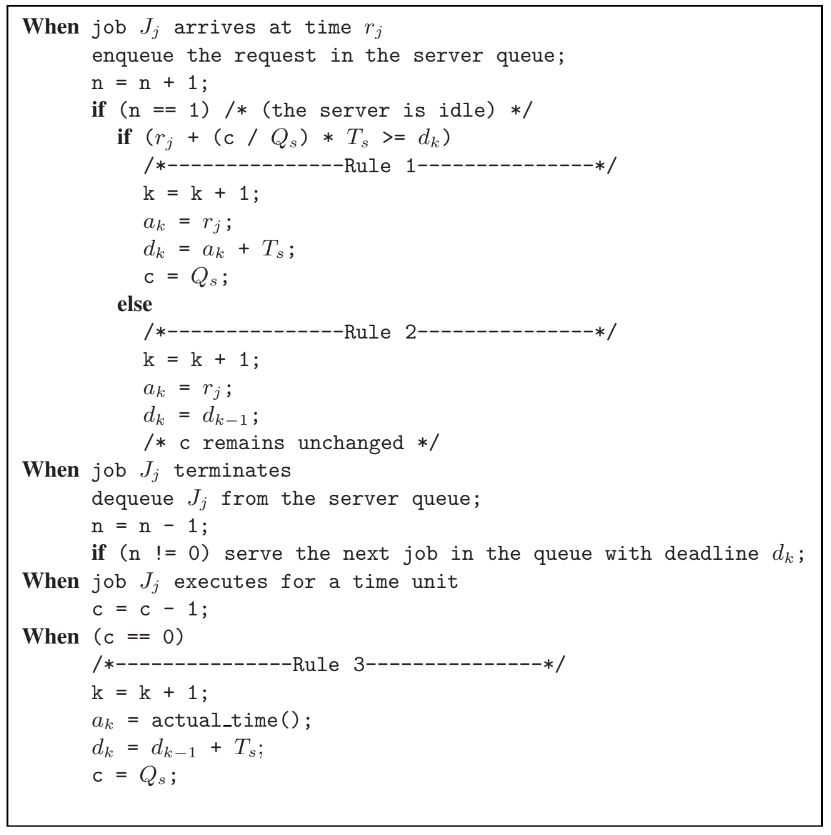 When job J_j arrives at time r_j
enqueue the request in the server queue;
n = n + 1;
if (n == 1) /* (the server is idle) */
if (r_j + (c / Q_s) * T_s >= d_k)
/*---------------Rule 1---------------*/
k = k + 1;
a_k = r_j;
d_k = a_k + T_s;
c = Q_s;
else
/*---------------Rule 2---------------*/
k = k + 1;
a_k = r_j;
d_k = d_{k-1};
/* c remains unchanged */
When job J_j terminates
dequeue J_j from the server queue;
n = n - 1;
if (n != 0) serve the next job in the queue with deadline d_k;
When job J_j executes for a time unit
c = c - 1;
When (c == 0)
/*---------------Rule 3---------------*/
k = k + 1;
a_k = actual_time();
d_k = d_{k-1} + T_s;
c = Q_s;